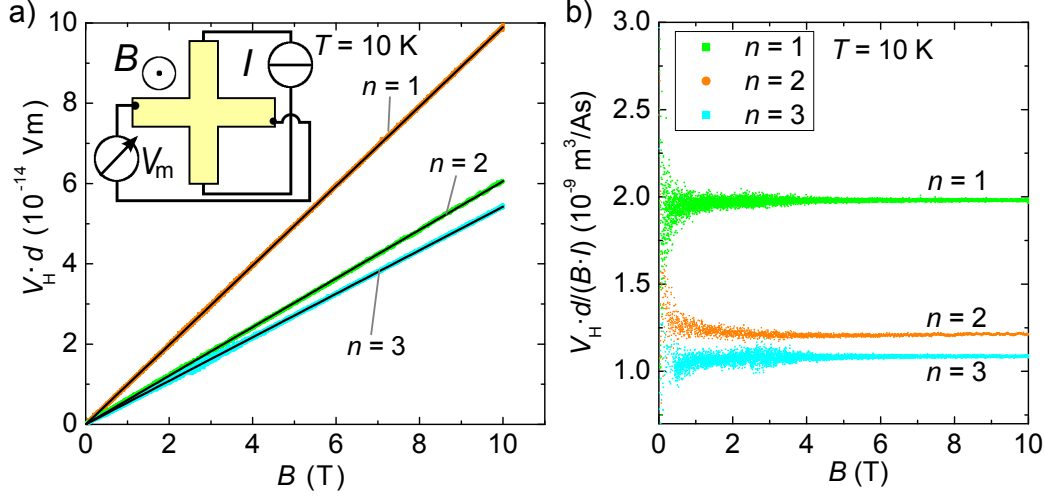 a)
V_H · d (10⁻¹⁴ Vm)
10
8
6
4
2
0
0 2 4 6 8 10
B (T)
B
I
V_m
T = 10 K
n = 1
n = 2
n = 3
b)
V_H · d/(B·I) (10⁻⁹ m³/As)
3.0
2.5
2.0
1.5
1.0
0 2 4 6 8 10
B (T)
n = 1
n = 2
n = 3
T = 10 K
n = 1
n = 2
n = 3